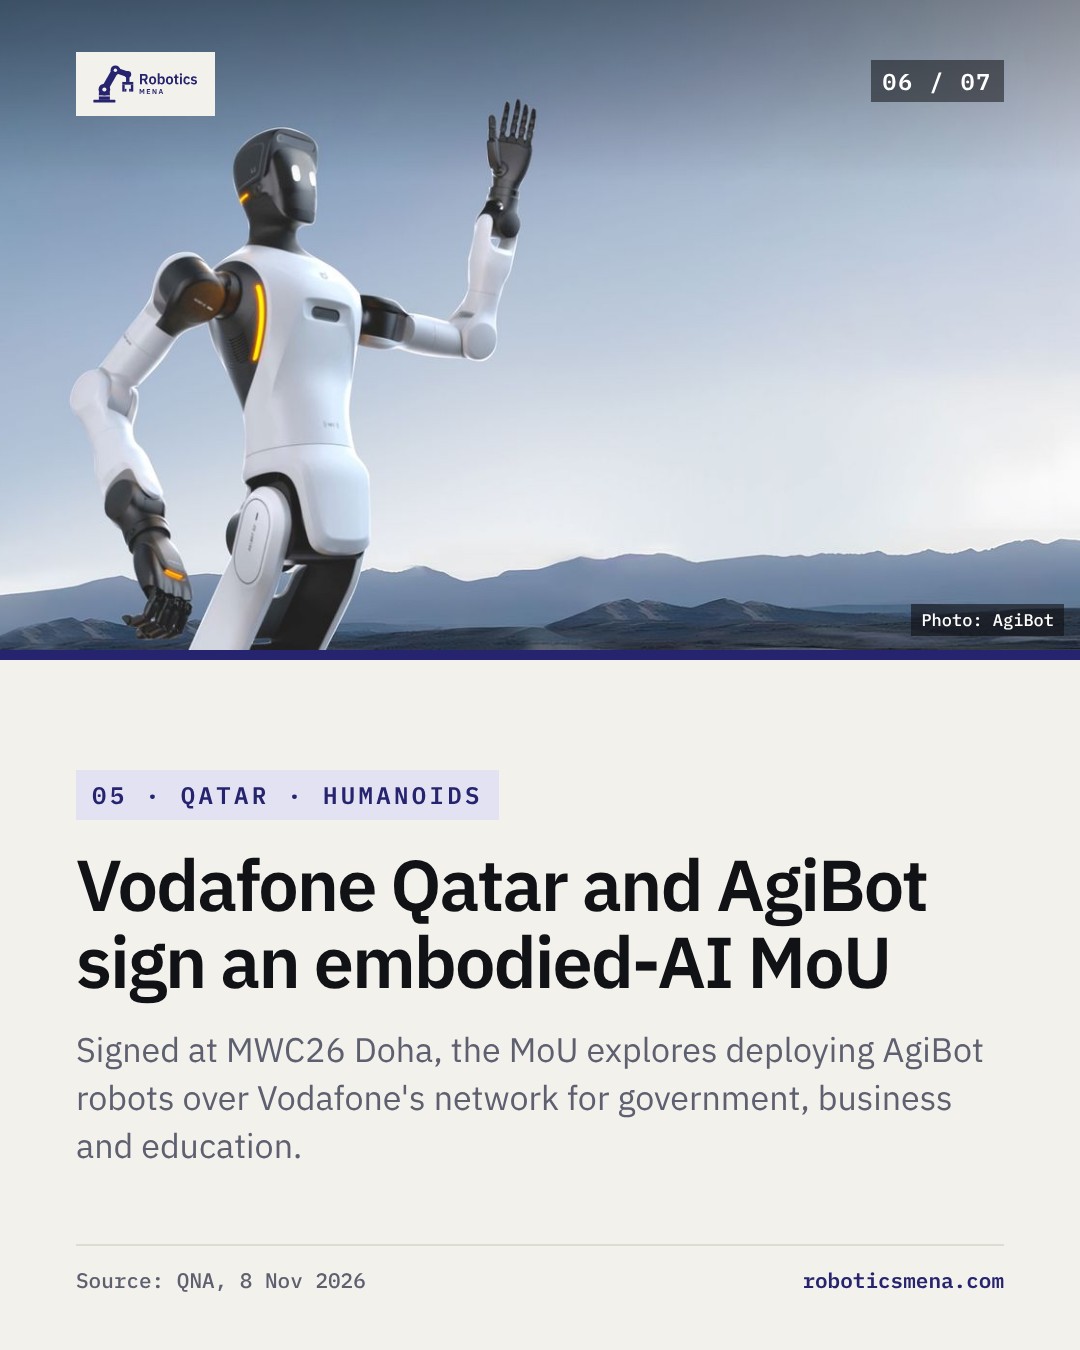 Robotics
MENA
06 / 07
Photo: AgiBot
05 · QATAR · HUMANOIDS
Vodafone Qatar and AgiBot
sign an embodied-AI MoU
Signed at MWC26 Doha, the MoU explores deploying AgiBot
robots over Vodafone's network for government, business
and education.
Source: QNA, 8 Nov 2026
roboticsmena.com